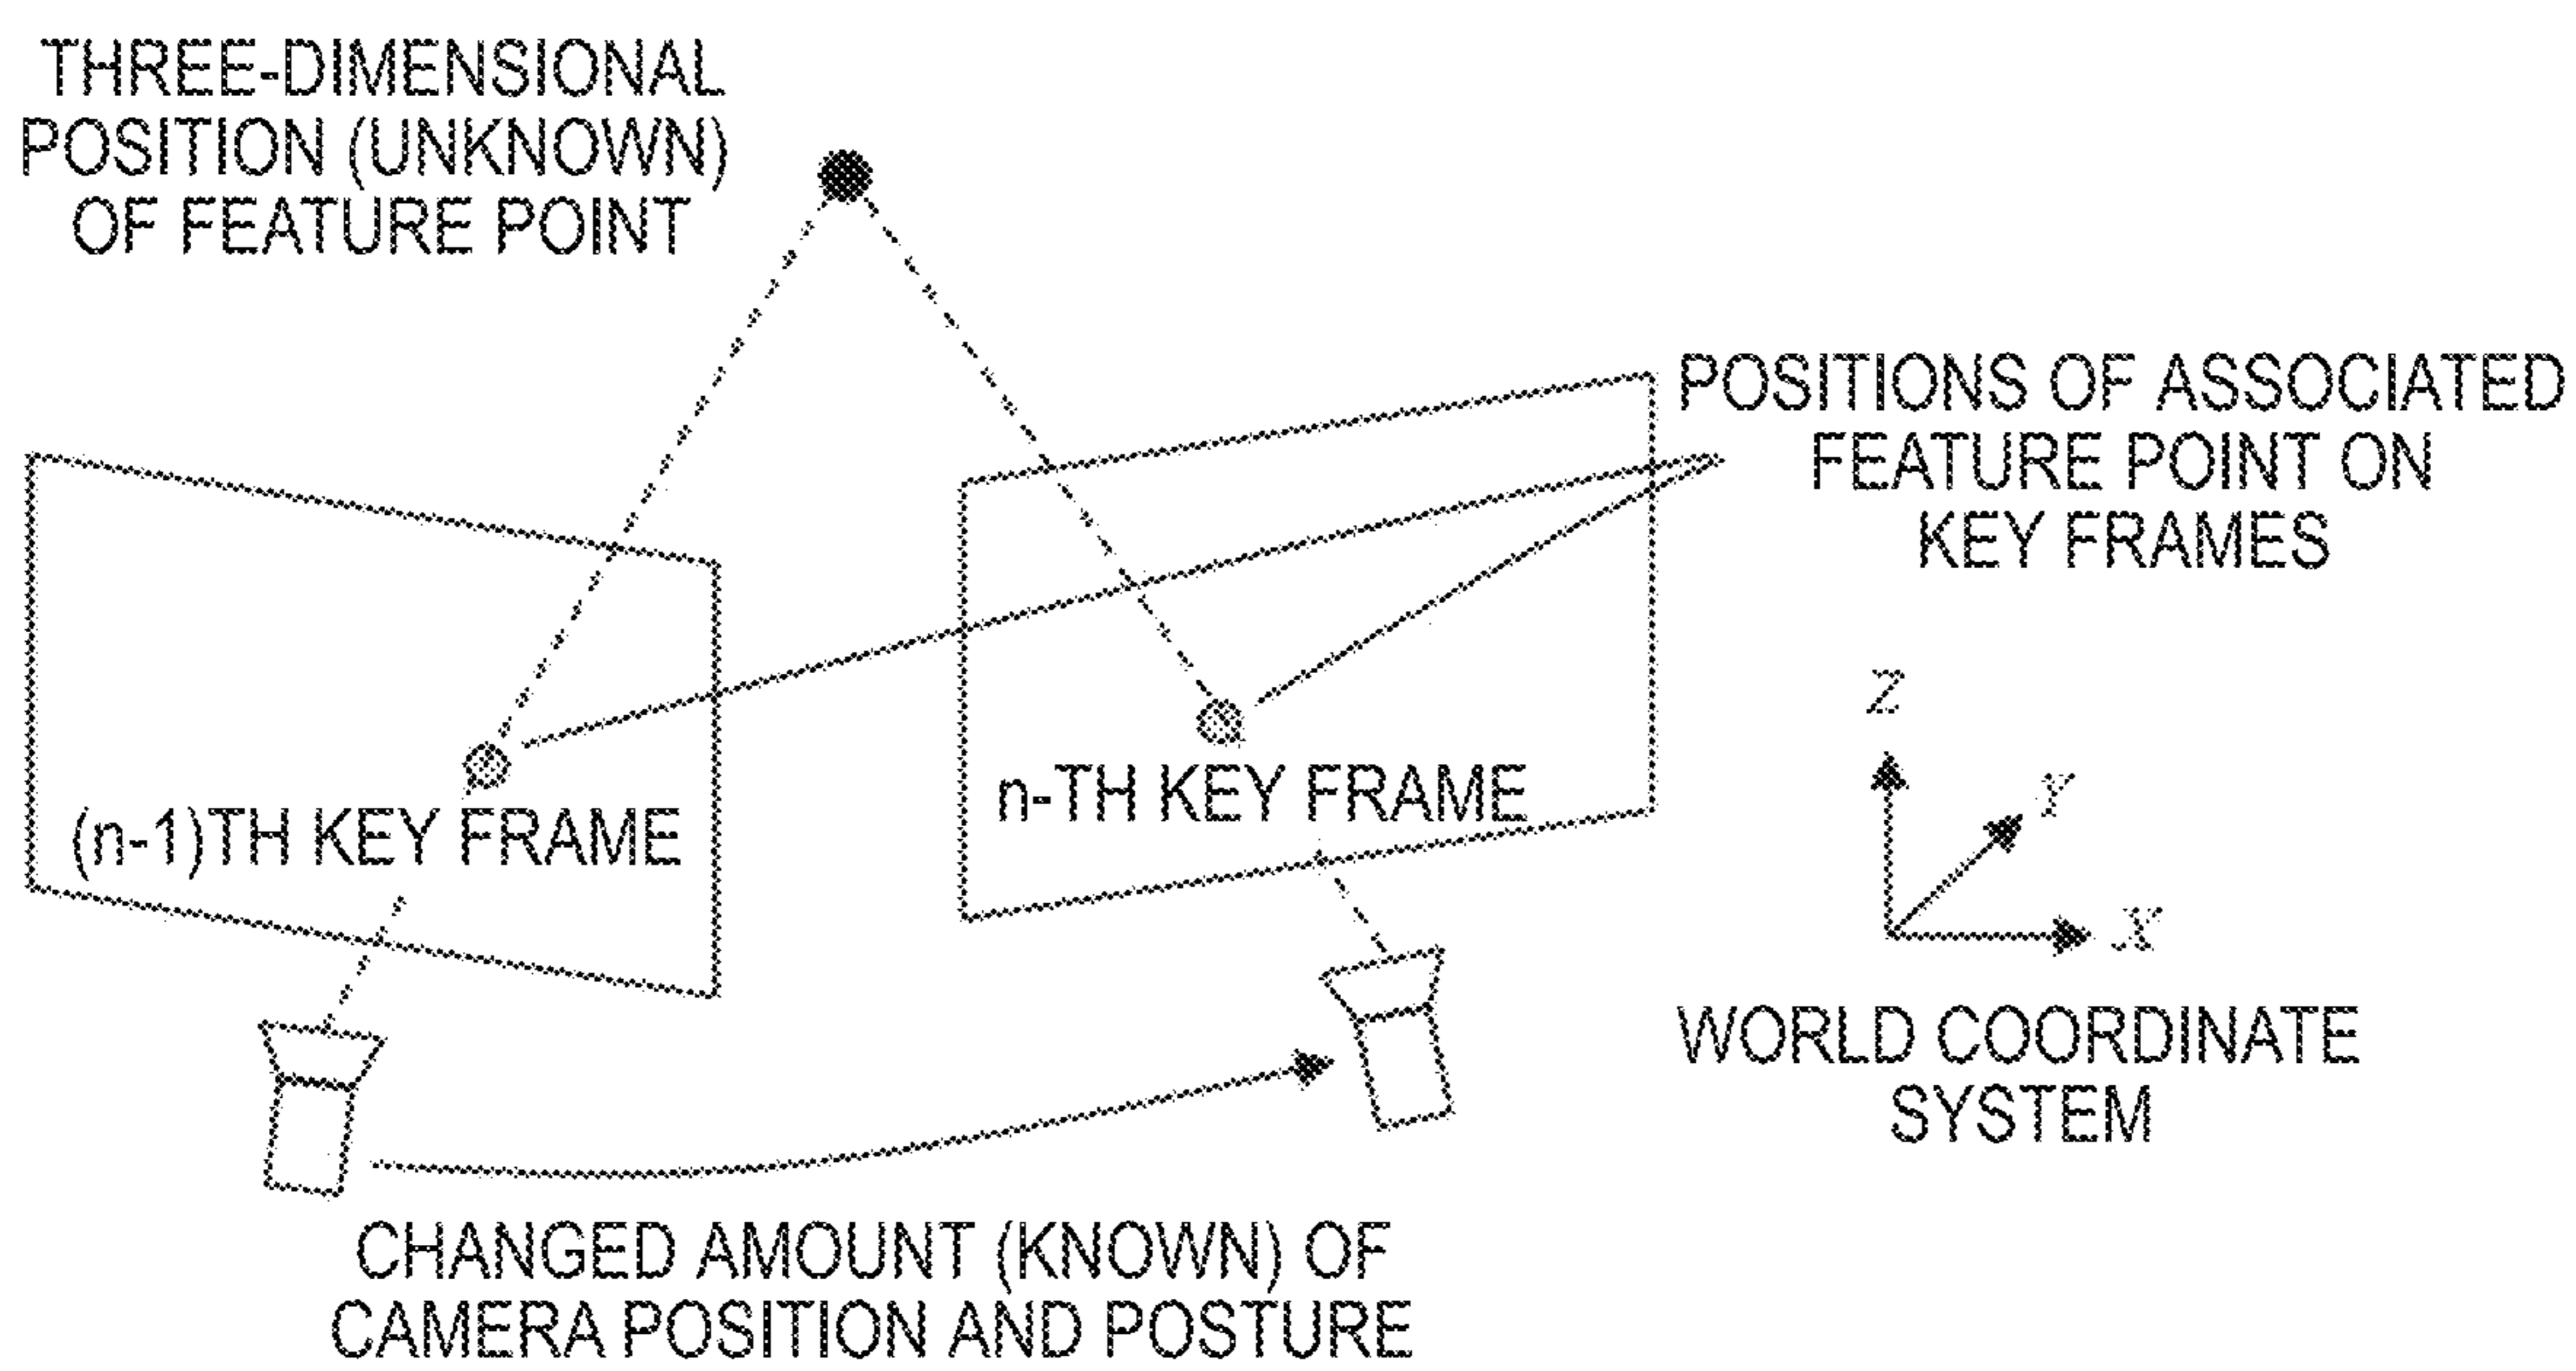 THREE-DIMENSIONAL
POSITION (UNKNOWN)
OF FEATURE POINT
POSITIONS OF ASSOCIATED
FEATURE POINT ON
KEY FRAMES
(n-1)TH KEY FRAME
n-TH KEY FRAME
Z
Y
X
WORLD COORDINATE
SYSTEM
CHANGED AMOUNT (KNOWN) OF
CAMERA POSITION AND POSTURE